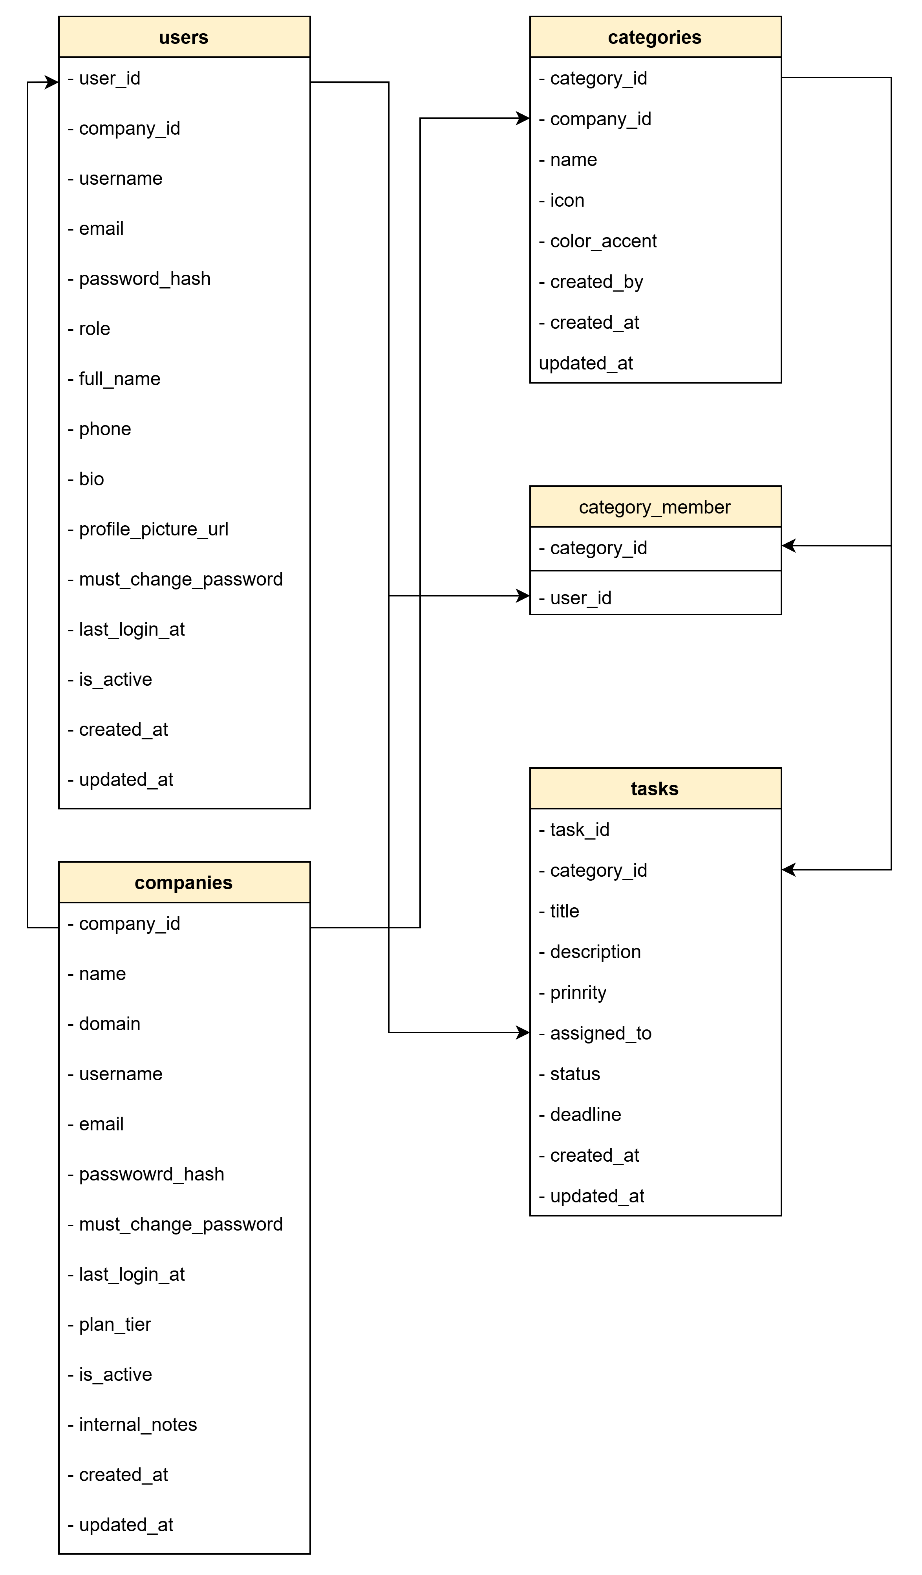 users
- user_id
- company_id
- username
- email
- password_hash
- role
- full_name
- phone
- bio
- profile_picture_url
- must_change_password
- last_login_at
- is_active
- created_at
- updated_at
companies
- company_id
- name
- domain
- username
- email
- passwowrd_hash
- must_change_password
- last_login_at
- plan_tier
- is_active
- internal_notes
- created_at
- updated_at
categories
- category_id
- company_id
- name
- icon
- color_accent
- created_by
- created_at
updated_at
category_member
- category_id
- user_id
tasks
- task_id
- category_id
- title
- description
- prinrity
- assigned_to
- status
- deadline
- created_at
- updated_at